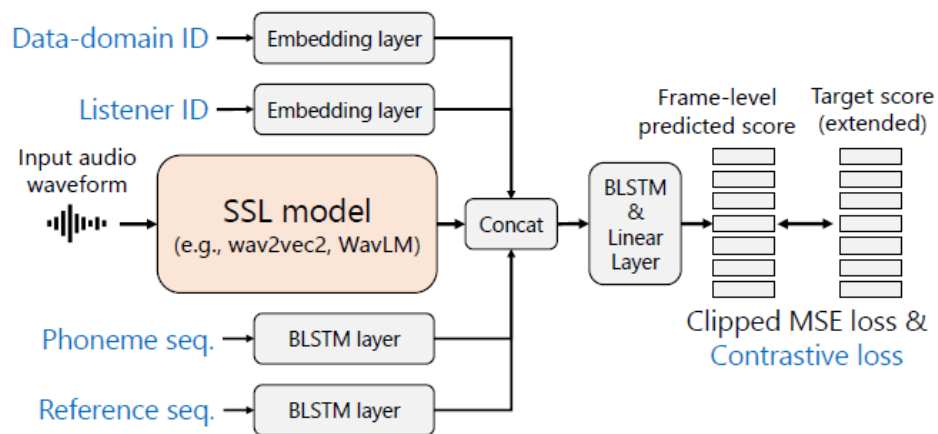 Data-domain ID
Embedding layer
Listener ID
Embedding layer
Input audio
waveform
SSL model
(e.g., wav2vec2, WavLM)
Phoneme seq.
BLSTM layer
Reference seq.
BLSTM layer
Concat
BLSTM
&
Linear
Layer
Frame-level
predicted score
Target score
(extended)
Clipped MSE loss &
Contrastive loss